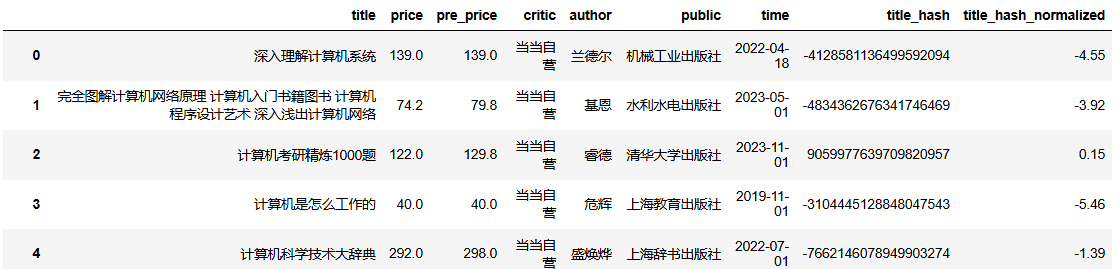 title price pre_price critic author public time title_hash title_hash_normalized
0 深入理解计算机系统 139.0 139.0 当当自营 兰德尔 机械工业出版社 2022-04-18 -4128581136499592094 -4.55
1 完全图解计算机网络原理 计算机入门书籍图书 计算机程序设计艺术 深入浅出计算机网络 74.2 79.8 当当自营 基恩 水利水电出版社 2023-05-01 -4834362676341746469 -3.92
2 计算机考研精炼1000题 122.0 129.8 当当自营 睿德 清华大学出版社 2023-11-01 9059977639709820957 0.15
3 计算机是怎么工作的 40.0 40.0 当当自营 危辉 上海教育出版社 2019-11-01 -3104445128848047543 -5.46
4 计算机科学技术大辞典 292.0 298.0 当当自营 盛焕烨 上海辞书出版社 2022-07-01 -7662146078949903274 -1.39